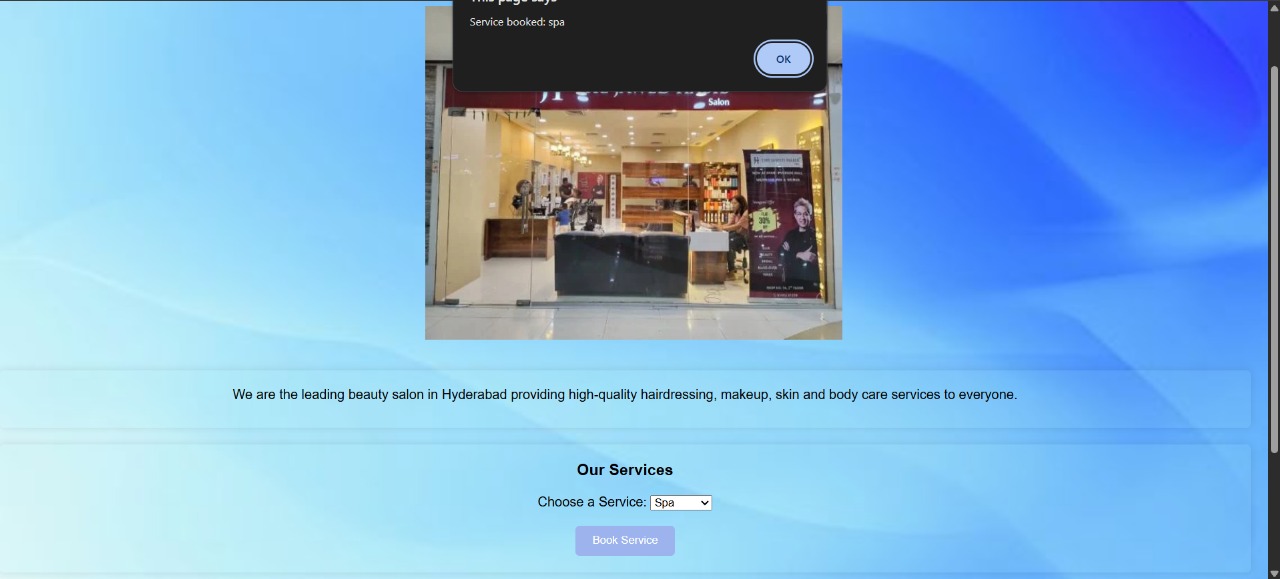 This page says
Service booked: spa
OK
Salon
30%
We are the leading beauty salon in Hyderabad providing high-quality hairdressing, makeup, skin and body care services to everyone.
Our Services
Choose a Service: Spa
Book Service